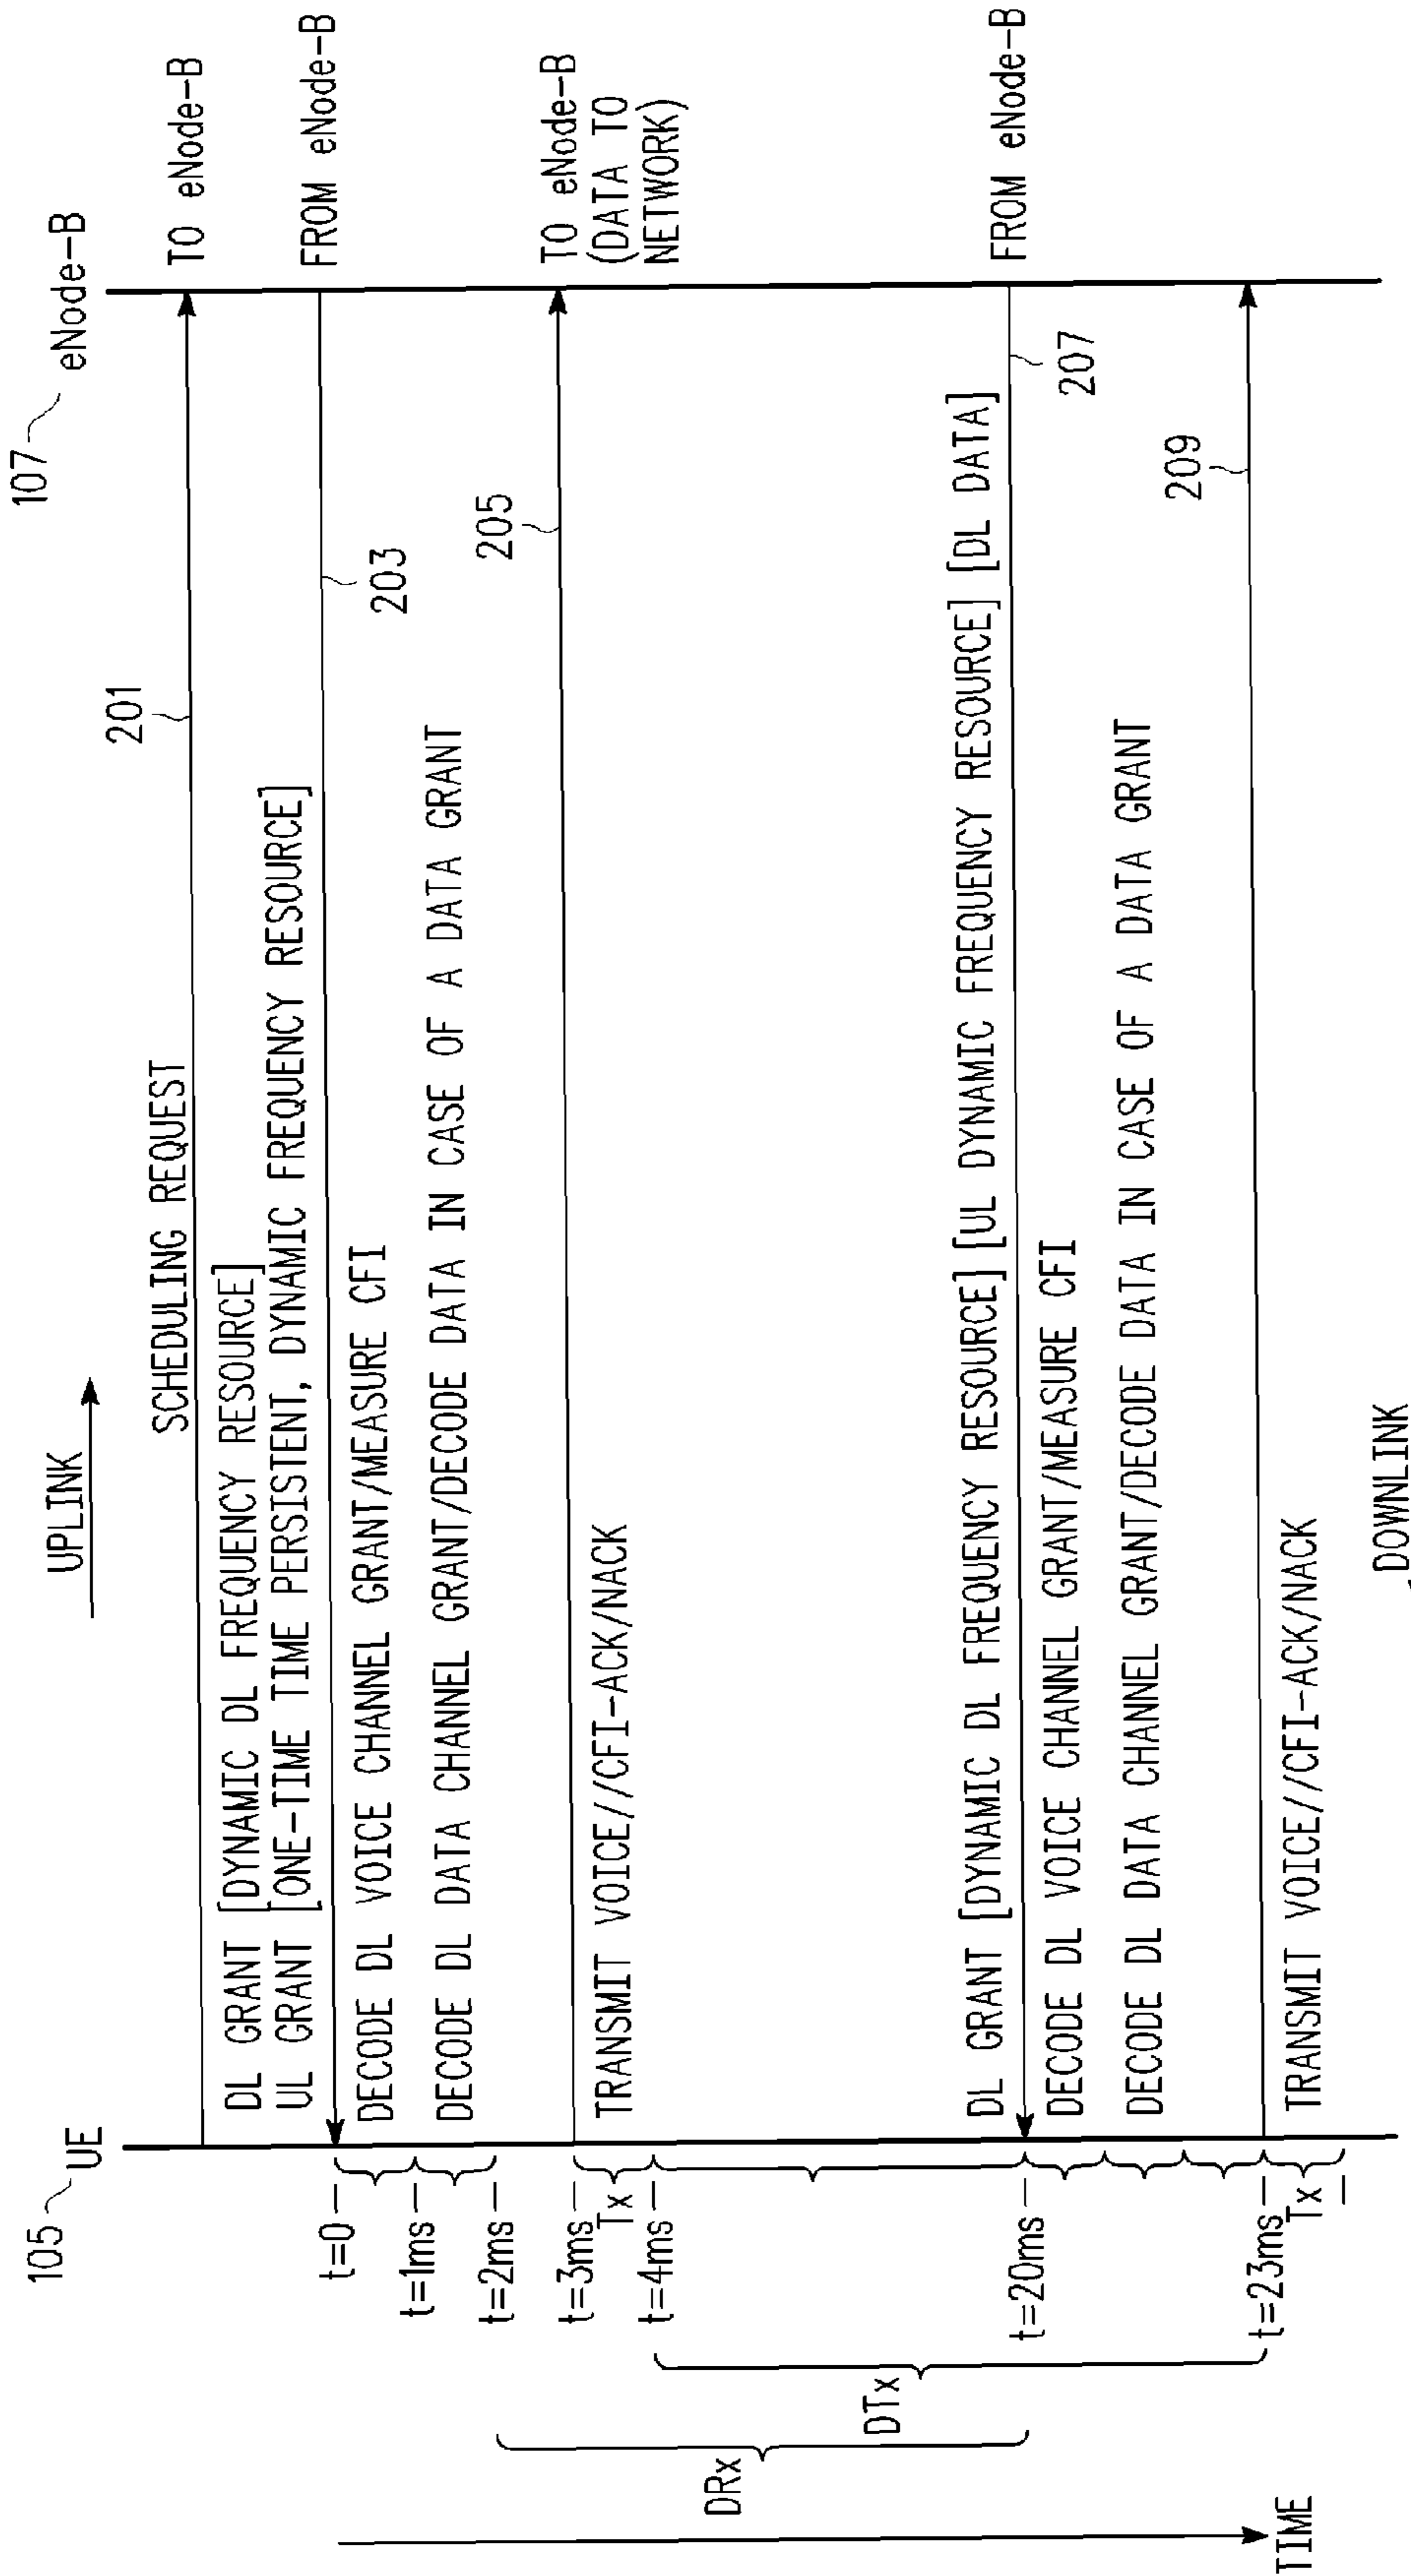 UPLINK
105
UE
107
eNode-B
SCHEDULING REQUEST
201
TO eNode-B
DL GRANT [DYNAMIC DL FREQUENCY RESOURCE]
UL GRANT [ONE-TIME TIME PERSISTENT, DYNAMIC FREQUENCY RESOURCE]
FROM eNode-B
203
t=0
DECODE DL VOICE CHANNEL GRANT/MEASURE CFI
t=1ms
DECODE DL DATA CHANNEL GRANT/DECODE DATA IN CASE OF A DATA GRANT
t=2ms
205
TO eNode-B
(DATA TO
NETWORK)
t=3ms
TRANSMIT VOICE//CFI-ACK/NACK
Tx
t=4ms
DRx
DTx
DL GRANT [DYNAMIC DL FREQUENCY RESOURCE] [UL DYNAMIC FREQUENCY RESOURCE] [DL DATA]
FROM eNode-B
207
t=20ms
DECODE DL VOICE CHANNEL GRANT/MEASURE CFI
DECODE DL DATA CHANNEL GRANT/DECODE DATA IN CASE OF A DATA GRANT
209
t=23ms
TRANSMIT VOICE//CFI-ACK/NACK
Tx
TIME
DOWNLINK